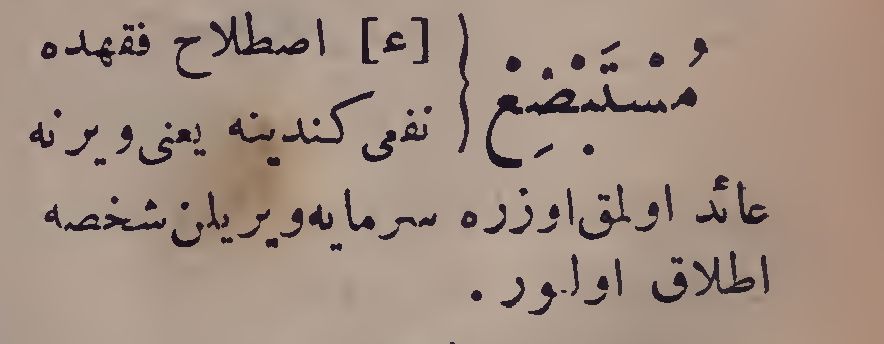 مُسْتَبْضِعْ { [ع] اصطلاح فقهده
نفعی کندینه یعنی ویرنه
عائد اولمق اوزره سرمایه ویریلن شخصه
اطلاق اولور .